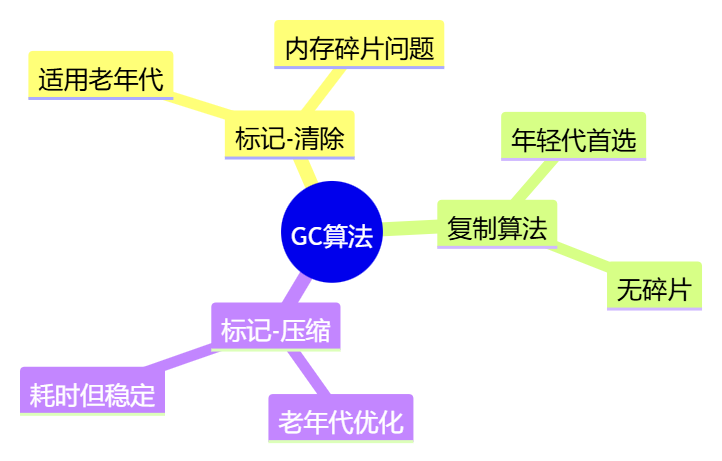 内存碎片问题
适用老年代
标记-清除
年轻代首选
复制算法
GC算法
无碎片
标记-压缩
耗时但稳定
老年代优化